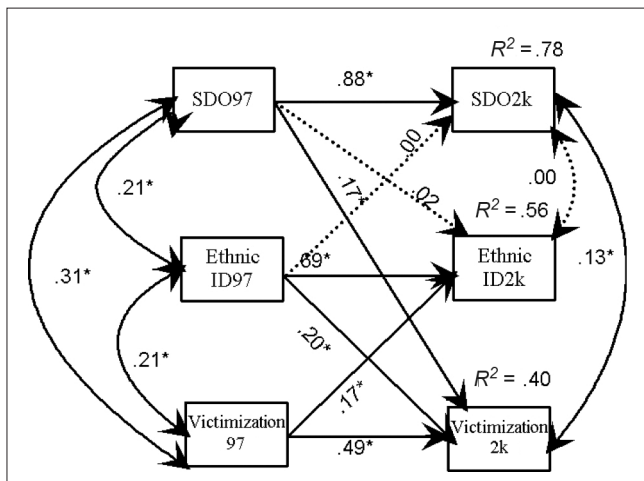 R² = .78
SDO97
.88*
SDO2k
.00
.17*
.02
.00
.21*
R² = .56
Ethnic
ID97
.69*
Ethnic
ID2k
.31*
.13*
.21*
.20*
.17*
R² = .40
Victimization
97
.49*
Victimization
2k